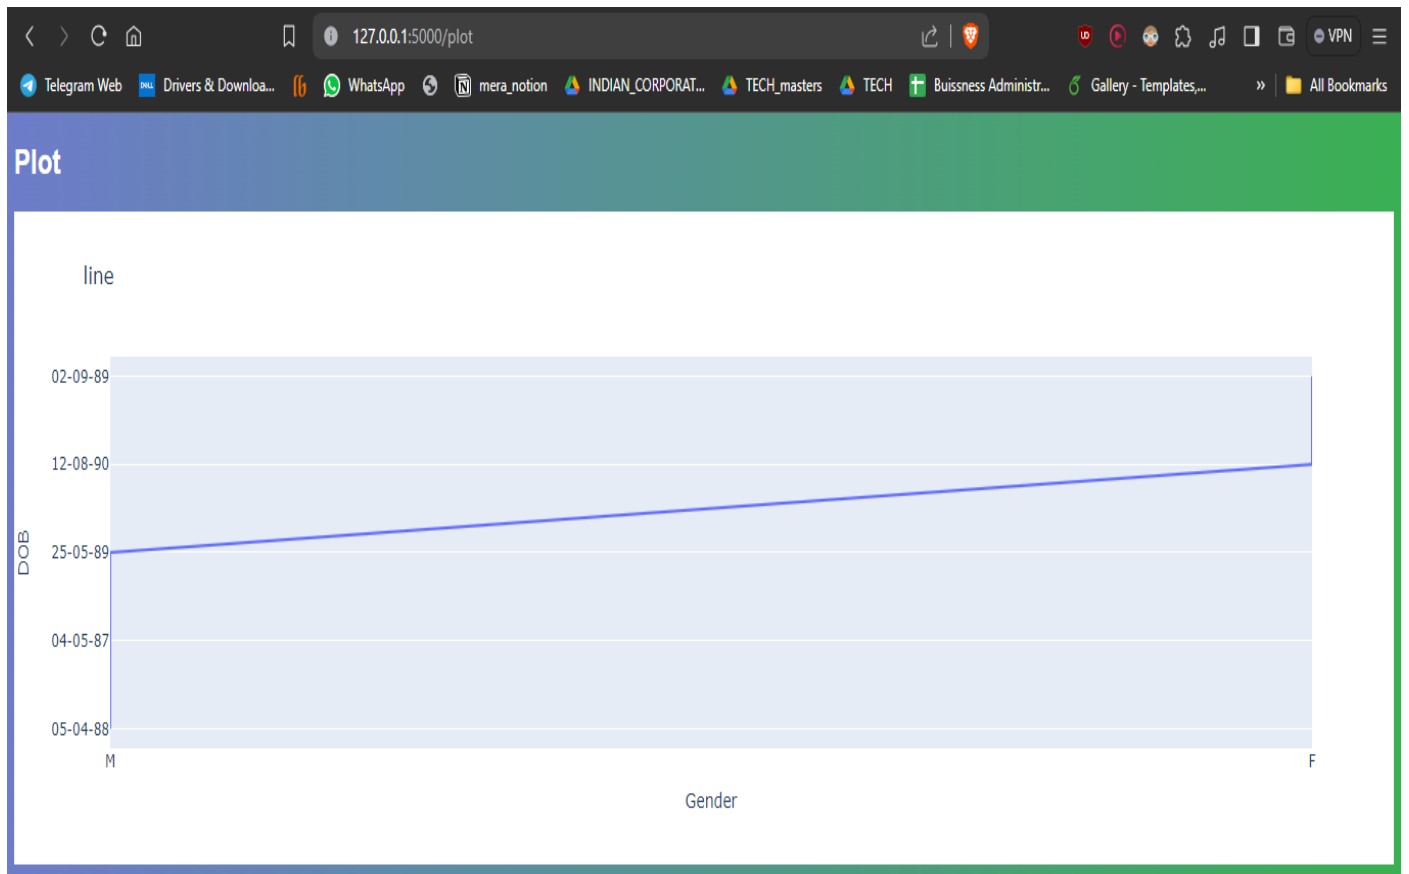 127.0.0.1:5000/plot
VPN
Telegram Web
DELL
Drivers & Downloa...
WhatsApp
mera_notion
INDIAN_CORPORAT...
TECH_masters
TECH
Buissness Administr...
Gallery - Templates,...
»
All Bookmarks
Plot
line
02-09-89
12-08-90
25-05-89
04-05-87
05-04-88
DOB
M
F
Gender